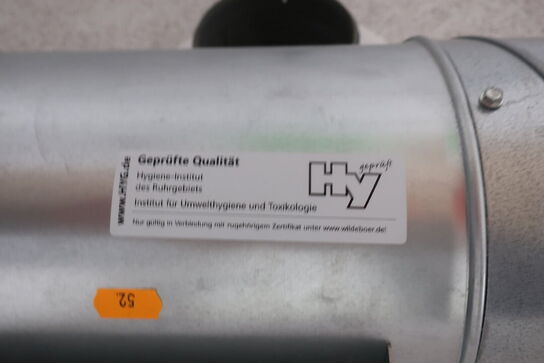 www.HYG.de
Geprüfte Qualität
Hygiene-Institut
des Ruhrgebiets
Institut für Umwelthygiene und Toxikologie
Hy
geprüft
Nur gültig in Verbindung mit zugehörigem Zertifikat unter www.wildeboer.de!
52.